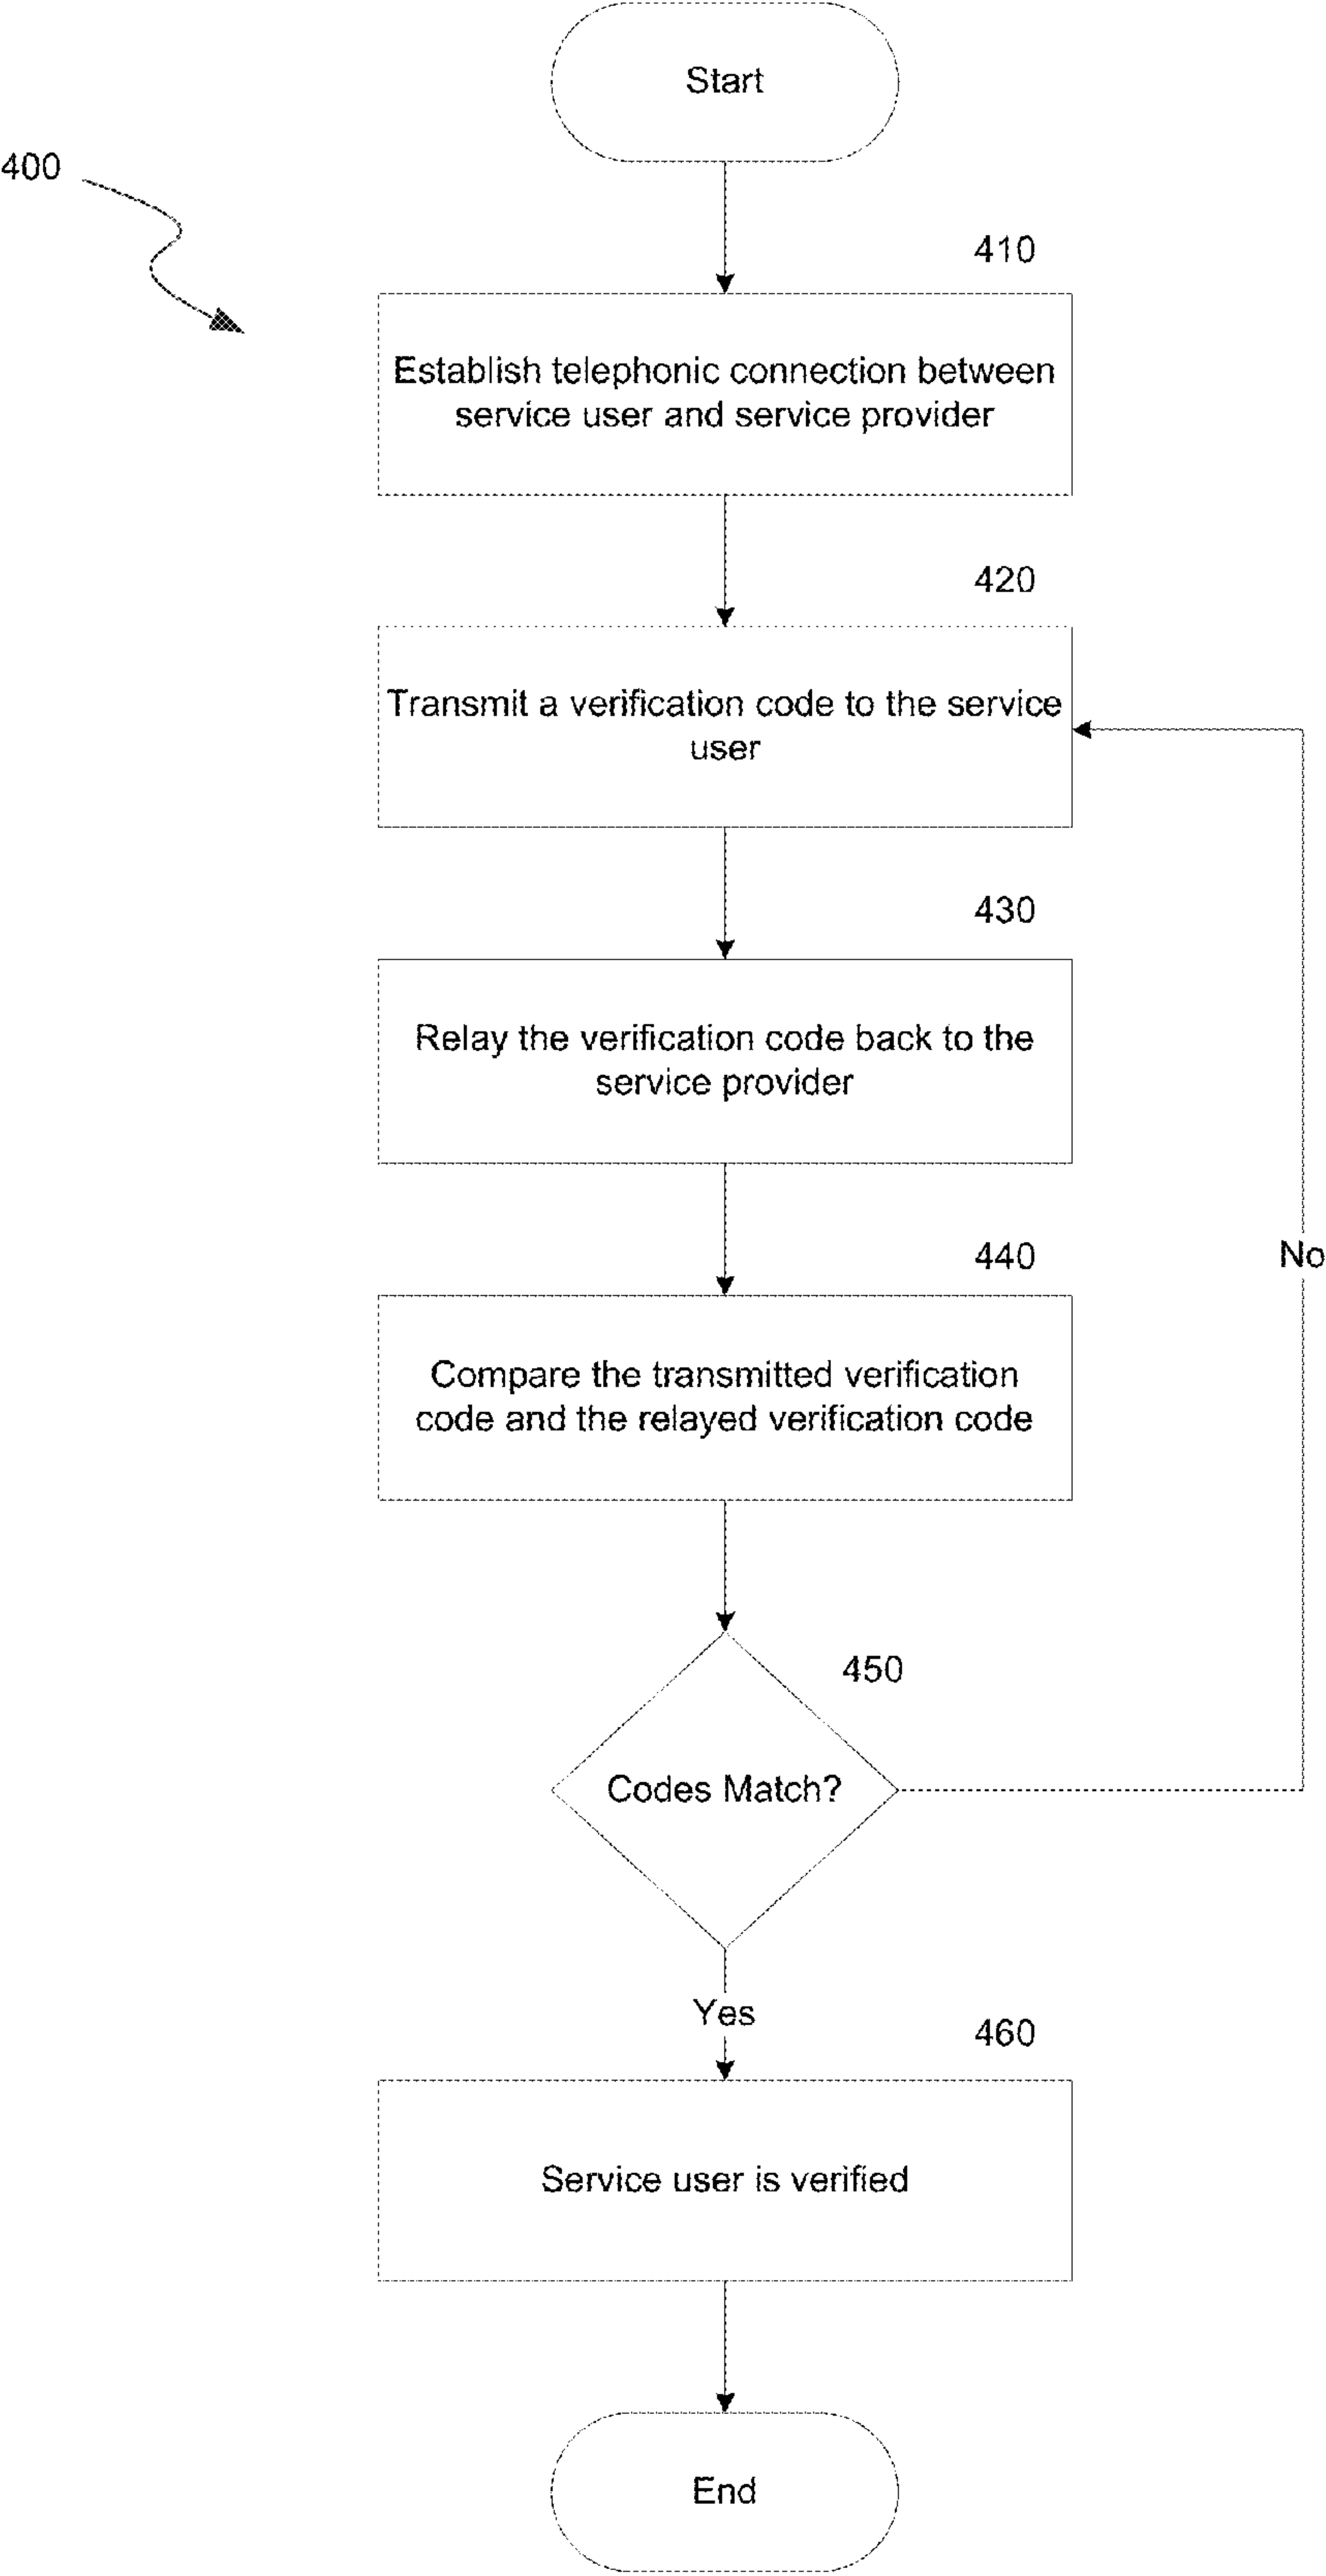 Start
400
410
Establish telephonic connection between
service user and service provider
420
Transmit a verification code to the service
user
430
Relay the verification code back to the
service provider
440
Compare the transmitted verification
code and the relayed verification code
No
450
Codes Match?
Yes
460
Service user is verified
End